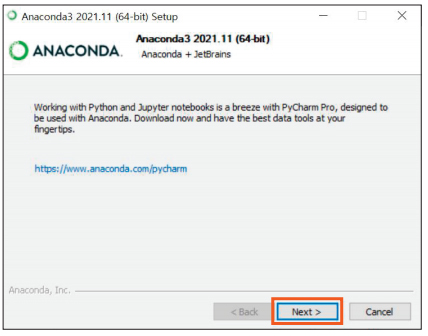 Anaconda3 2021.11 (64-bit) Setup
Anaconda3 2021.11 (64-bit)
ANACONDA.
Anaconda + JetBrains
Working with Python and Jupyter notebooks is a breeze with PyCharm Pro, designed to
be used with Anaconda. Download now and have the best data tools at your
fingertips.
https://www.anaconda.com/pycharm
Anaconda, Inc.
< Back Next > Cancel